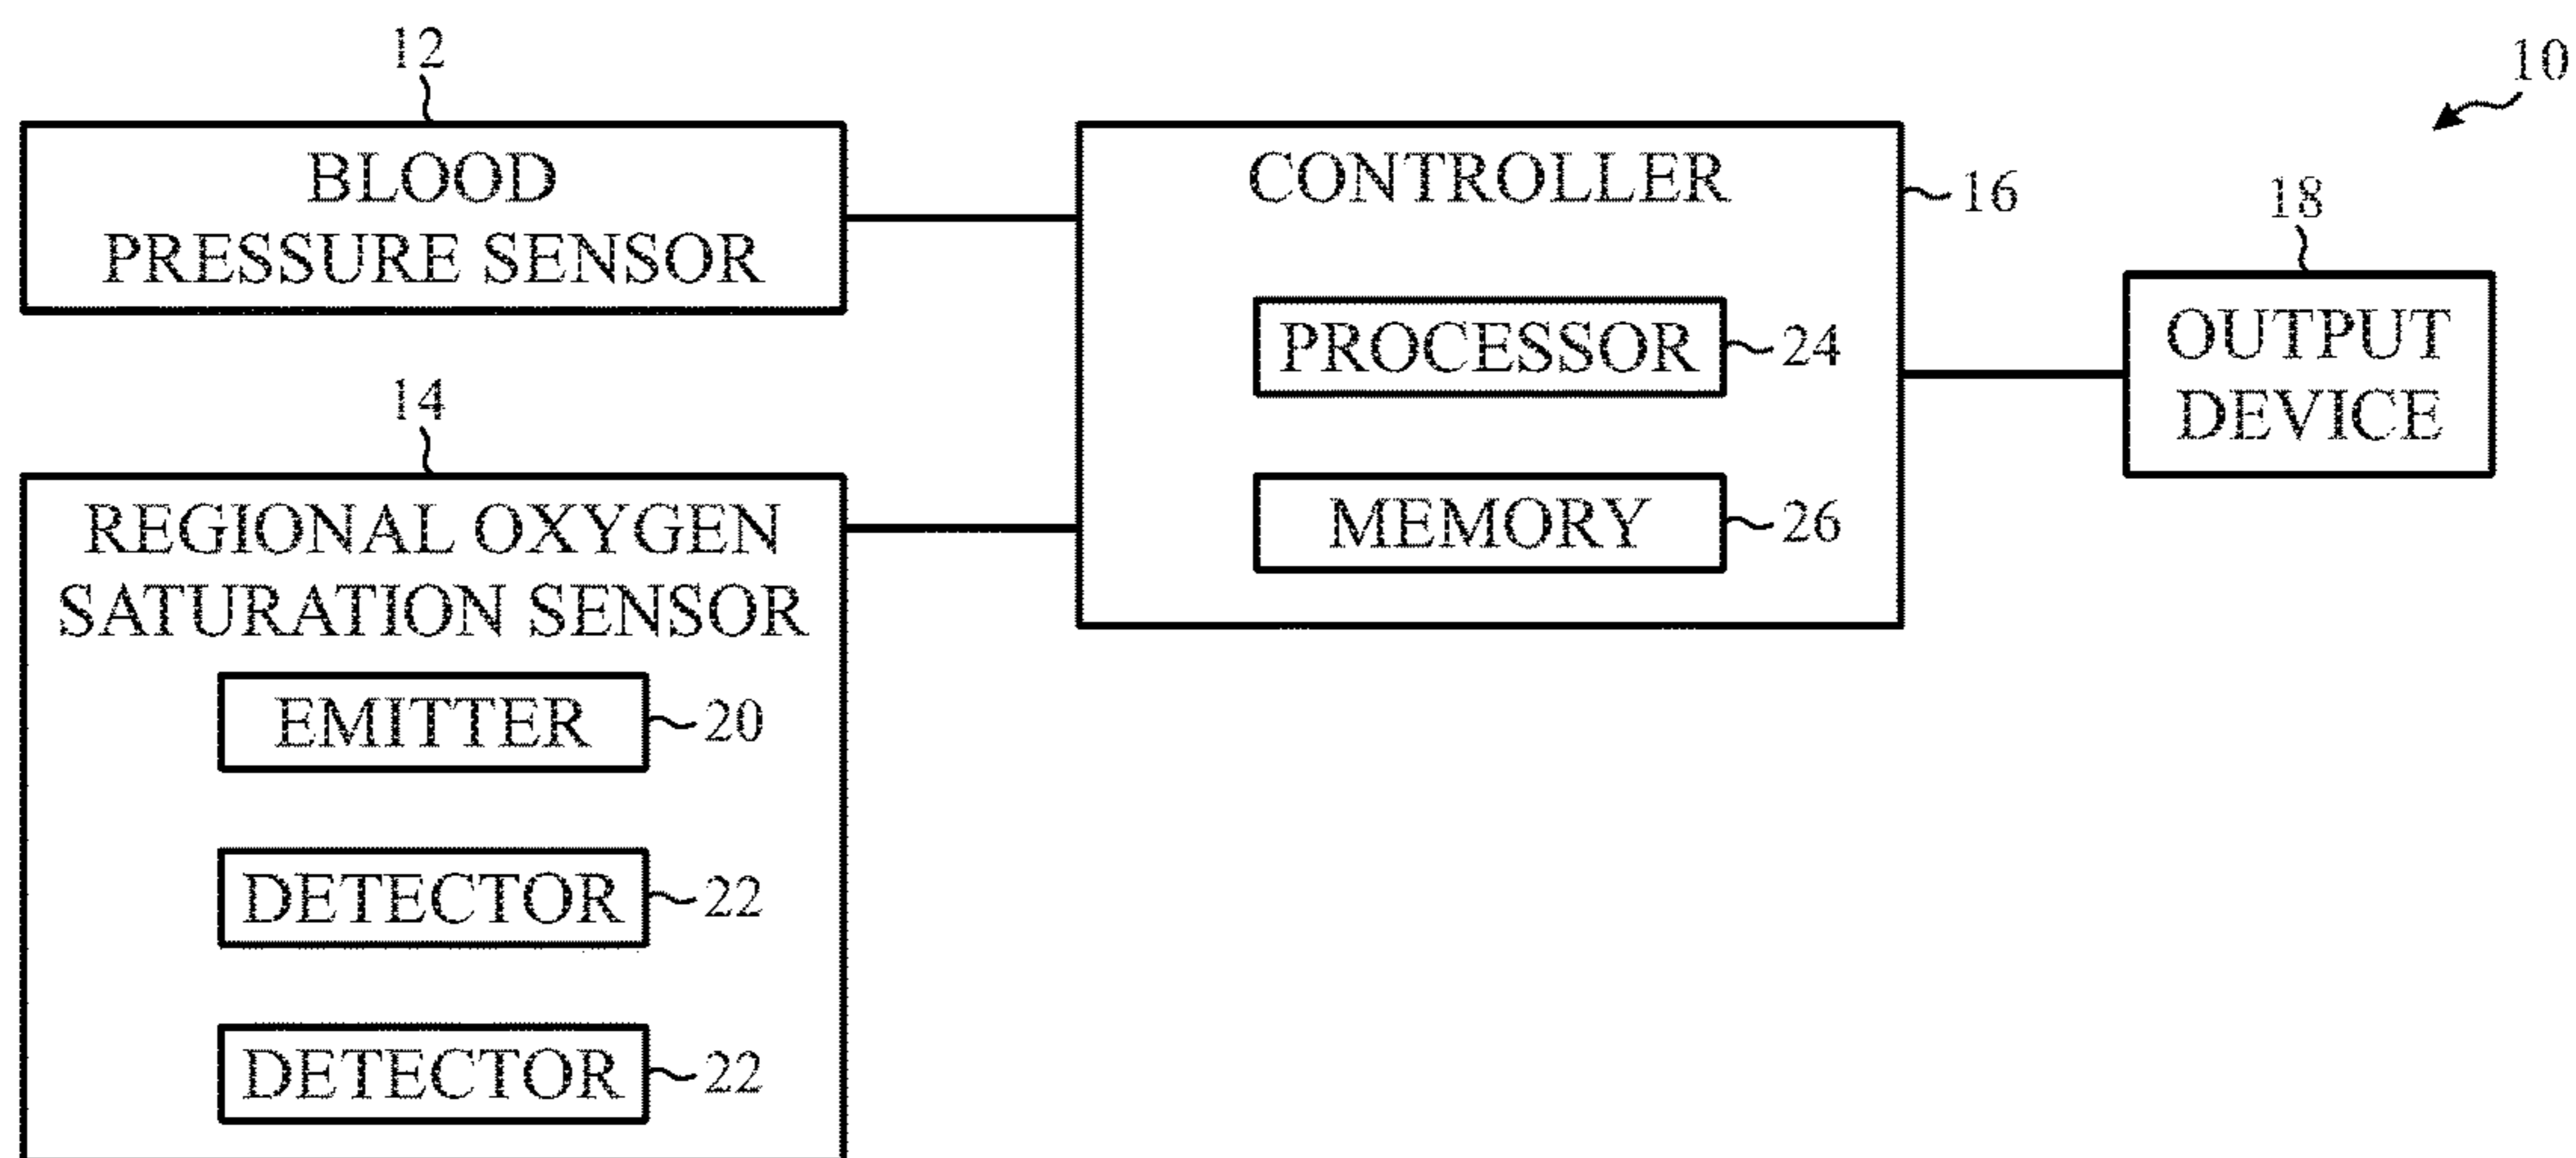 10
12
BLOOD
PRESSURE SENSOR
14
REGIONAL OXYGEN
SATURATION SENSOR
EMITTER 20
DETECTOR 22
DETECTOR 22
CONTROLLER
16
PROCESSOR 24
MEMORY 26
18
OUTPUT
DEVICE